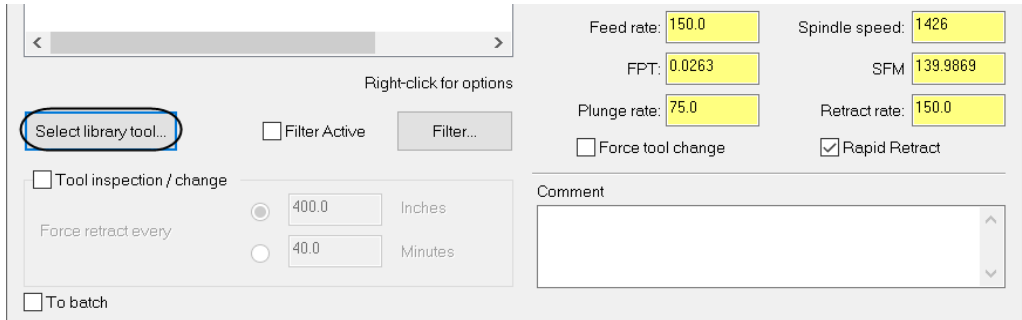 Right-click for options
Select library tool...
Filter Active
Filter...
Tool inspection / change
Force retract every
400.0 Inches
40.0 Minutes
To batch
Feed rate: 150.0 Spindle speed: 1426
FPT: 0.0263 SFM 139.9869
Plunge rate: 75.0 Retract rate: 150.0
Force tool change Rapid Retract
Comment